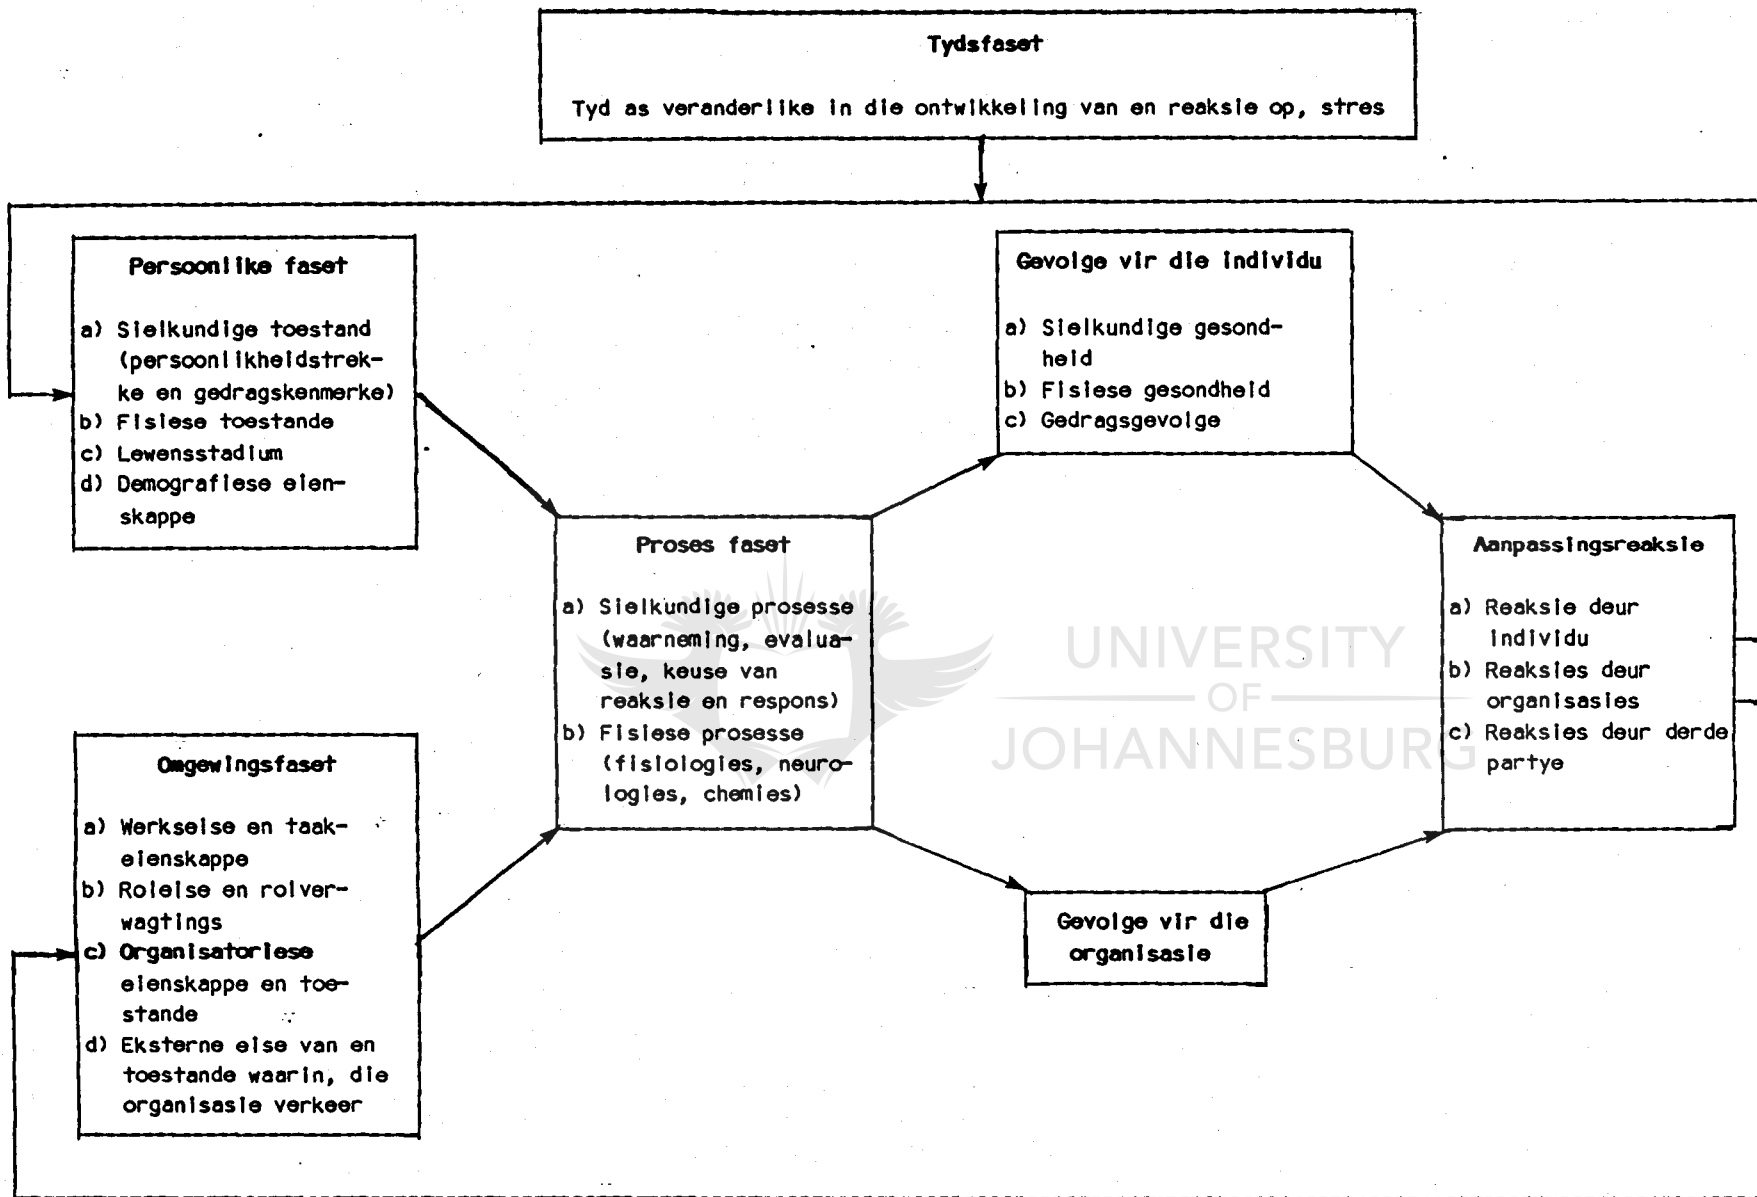 Tydsfaset
Tyd as veranderlike in die ontwikkeling van en reaksie op, stres
Persoonlike faset
a) Sielkundige toestand
(persoonlikheidstrek-
ke en gedragskenmerke)
b) Fisiese toestande
c) Lewensstadium
d) Demografiese eien-
skappe
Gevolge vir die individu
a) Sielkundige gesond-
heid
b) Fisiese gesondheid
c) Gedragsgevolge
Proses faset
a) Sielkundige prosesse
(waarneming, evalua-
sie, keuse van
reaksie en respons)
b) Fisiese prosesse
(fisiologies, neuro-
logies, chemies)
Aanpassingsreaksie
a) Reaksie deur
individu
b) Reaksies deur
organisasies
c) Reaksies deur derde
partye
UNIVERSITY
OF
JOHANNESBURG
Omgewingsfaset
a) Werkseise en taak-
eienskappe
b) Roleise en rolver-
wagtings
c) Organisatoriese
eienskappe en toe-
stande
d) Eksterne eise van en
toestande waarin, die
organisasie verkeer
Gevolge vir die
organisasie